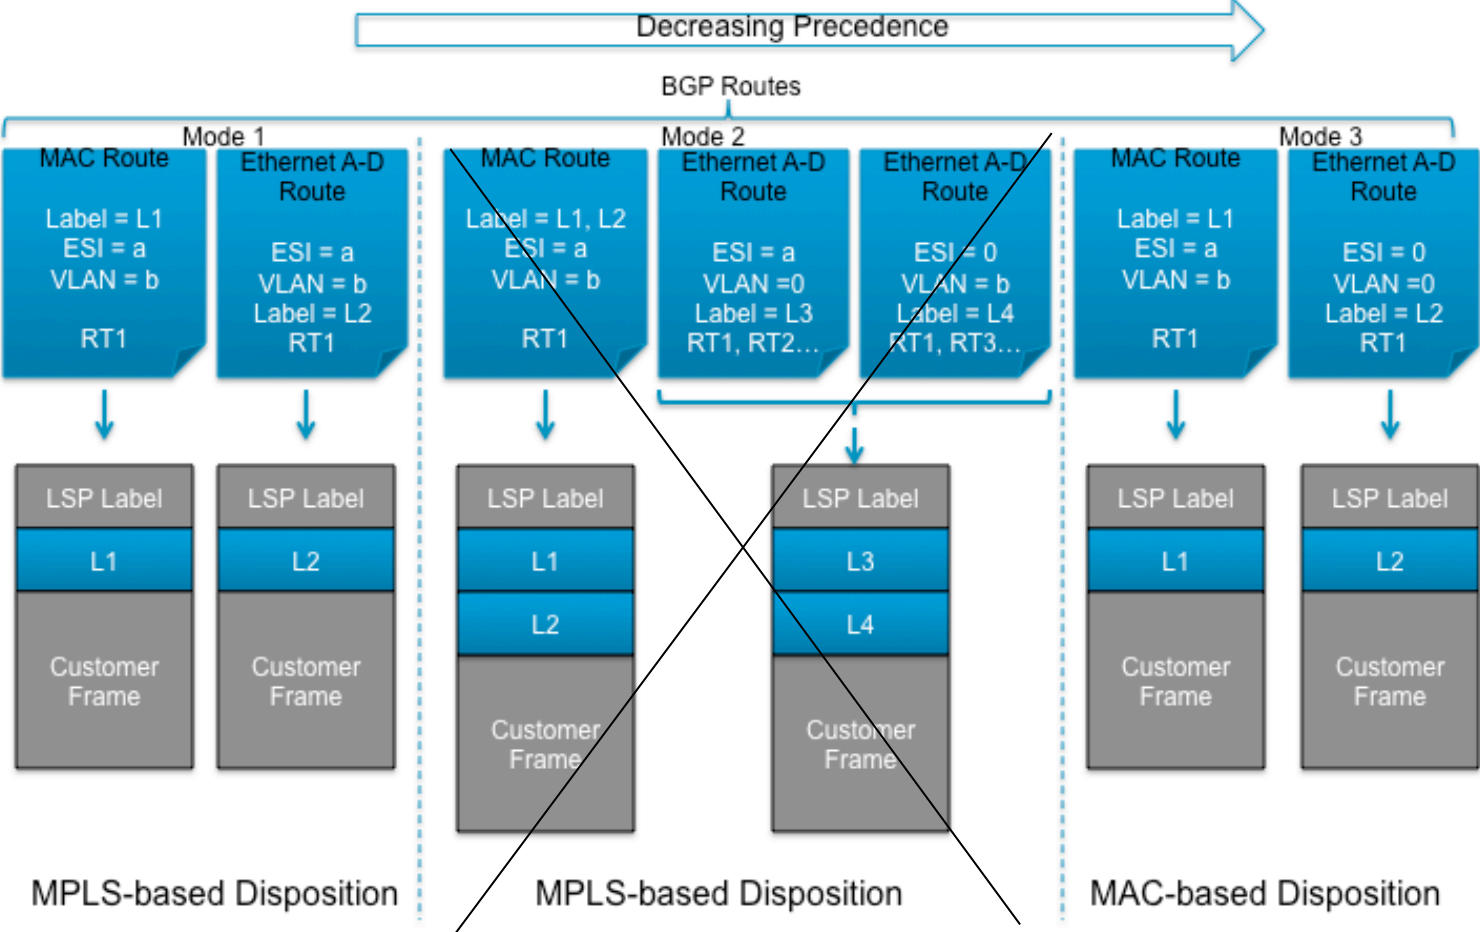 Decreasing Precedence
BGP Routes
Mode 1
MAC Route
Label = L1
ESI = a
VLAN = b
RT1
Ethernet A-D
Route
ESI = a
VLAN = b
Label = L2
RT1
LSP Label
L1
Customer
Frame
LSP Label
L2
Customer
Frame
MPLS-based Disposition
Mode 2
MAC Route
Label = L1, L2
ESI = a
VLAN = b
RT1
Ethernet A-D
Route
ESI = a
VLAN =0
Label = L3
RT1, RT2...
Ethernet A-D
Route
ESI = 0
VLAN = b
Label = L4
RT1, RT3...
LSP Label
L1
L2
Customer
Frame
LSP Label
L3
L4
Customer
Frame
MPLS-based Disposition
Mode 3
MAC Route
Label = L1
ESI = a
VLAN = b
RT1
Ethernet A-D
Route
ESI = 0
VLAN =0
Label = L2
RT1
LSP Label
L1
Customer
Frame
LSP Label
L2
Customer
Frame
MAC-based Disposition